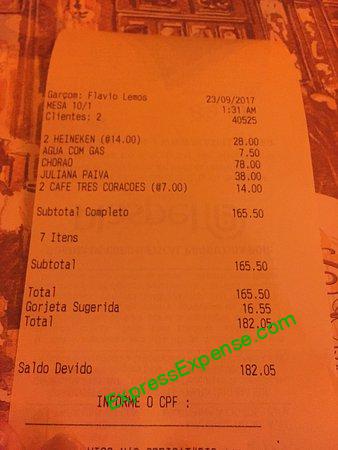 Garçom: Flavio Lemos 23/09/2017
MESA 10/1 1:31 AM
Clientes: 2 40525
2 HEINEKEN (@14.00) 28.00
AGUA COM GAS 7.50
CHORAO 78.00
JULIANA PAIVA 38.00
2 CAFE TRES CORACOES (@7.00) 14.00
Subtotal Completo 165.50
7 Itens
Subtotal 165.50
Total 165.50
Gorjeta Sugerida 16.55
Total 182.05
Saldo Devido 182.05
ExpressExpense.com
INFORME O CPF :